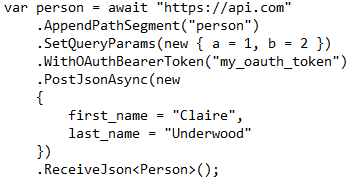 var person = await "https://api.com"
    .AppendPathSegment("person")
    .SetQueryParams(new { a = 1, b = 2 })
    .WithOAuthBearerToken("my_oauth_token")
    .PostJsonAsync(new
    {
        first_name = "Claire",
        last_name = "Underwood"
    })
    .ReceiveJson<Person>();